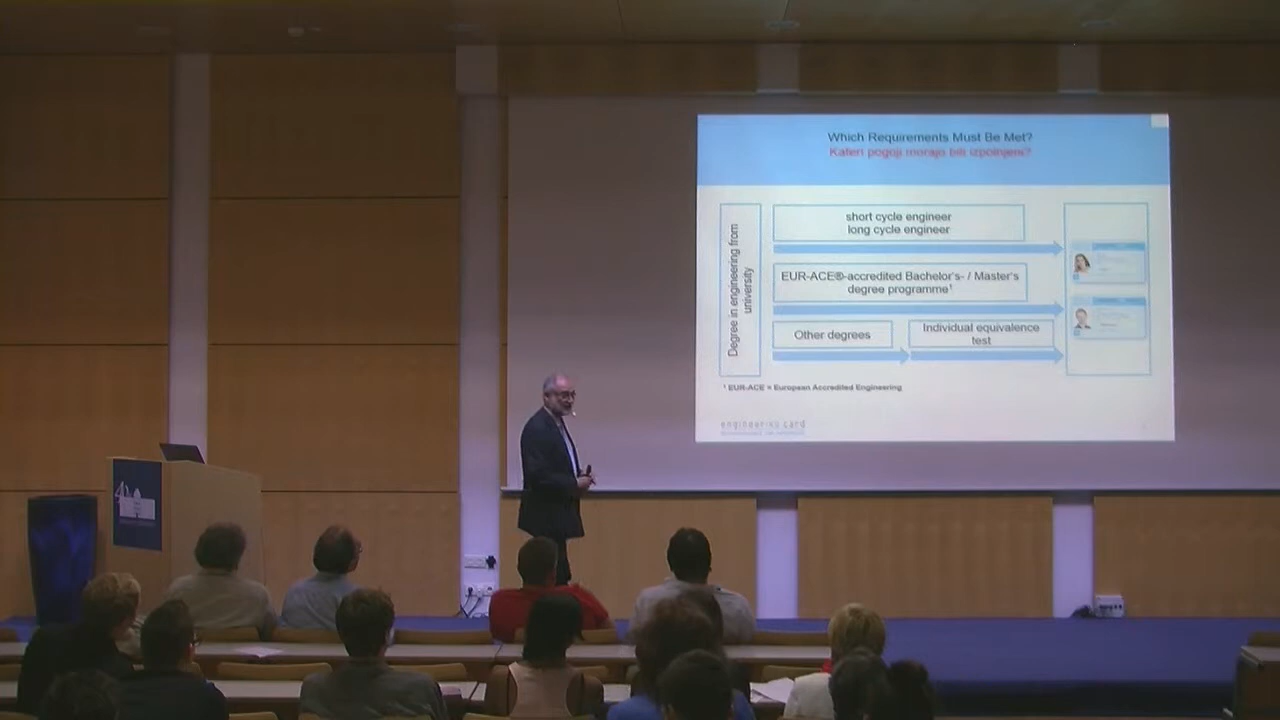 Which Requirements Must Be Met?
Kateri pogoji morajo biti izpolnjeni?
Degree in engineering from
university
short cycle engineer
long cycle engineer
EUR-ACE®-accredited Bachelor's- / Master's
degree programme¹
Other degrees
Individual equivalence
test
¹ EUR-ACE = European Accredited Engineering
engineerING card